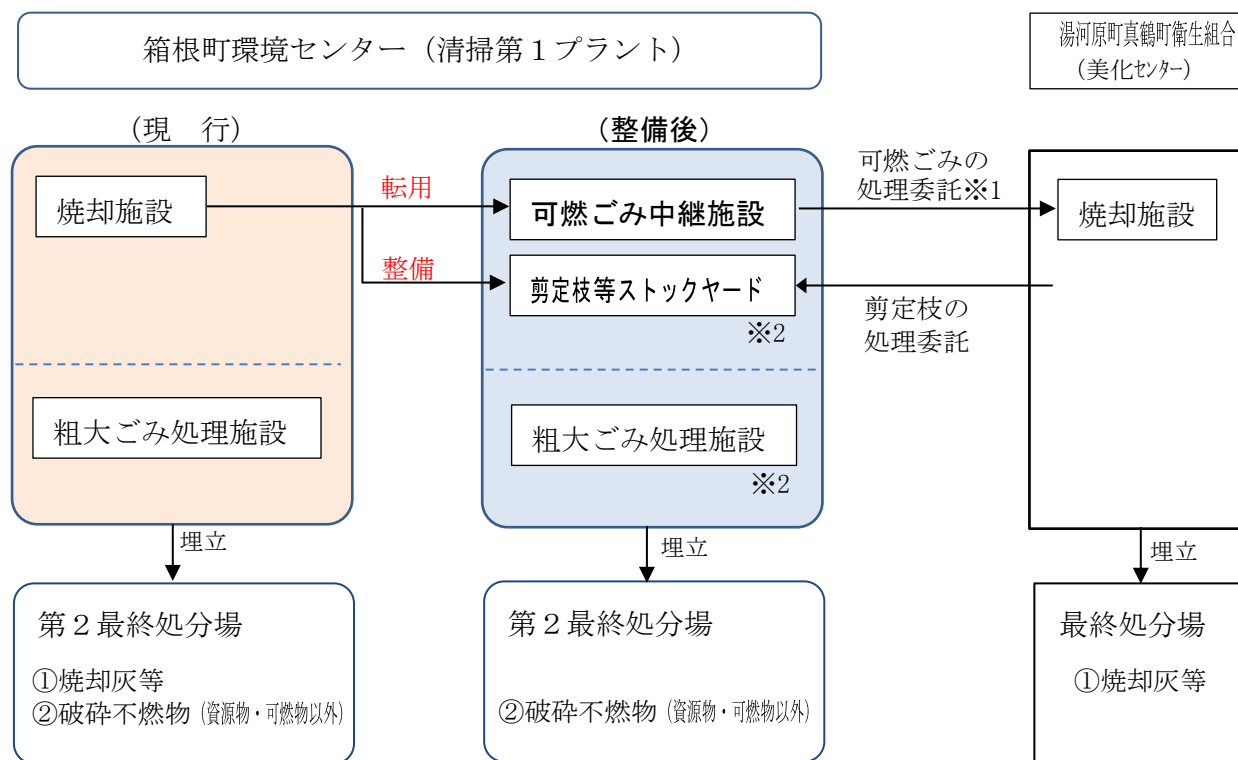 箱根町環境センター（清掃第１プラント）
湯河原町真鶴町衛生組合
（美化センター）
（現　行）
（整備後）
焼却施設
粗大ごみ処理施設
転用
整備
可燃ごみ中継施設
剪定枝等ストックヤード
※2
粗大ごみ処理施設
※2
可燃ごみの
処理委託※1
剪定枝の
処理委託
焼却施設
埋立
埋立
埋立
第２最終処分場
①焼却灰等
②破砕不燃物（資源物・可燃物以外）
第２最終処分場
②破砕不燃物（資源物・可燃物以外）
最終処分場
①焼却灰等